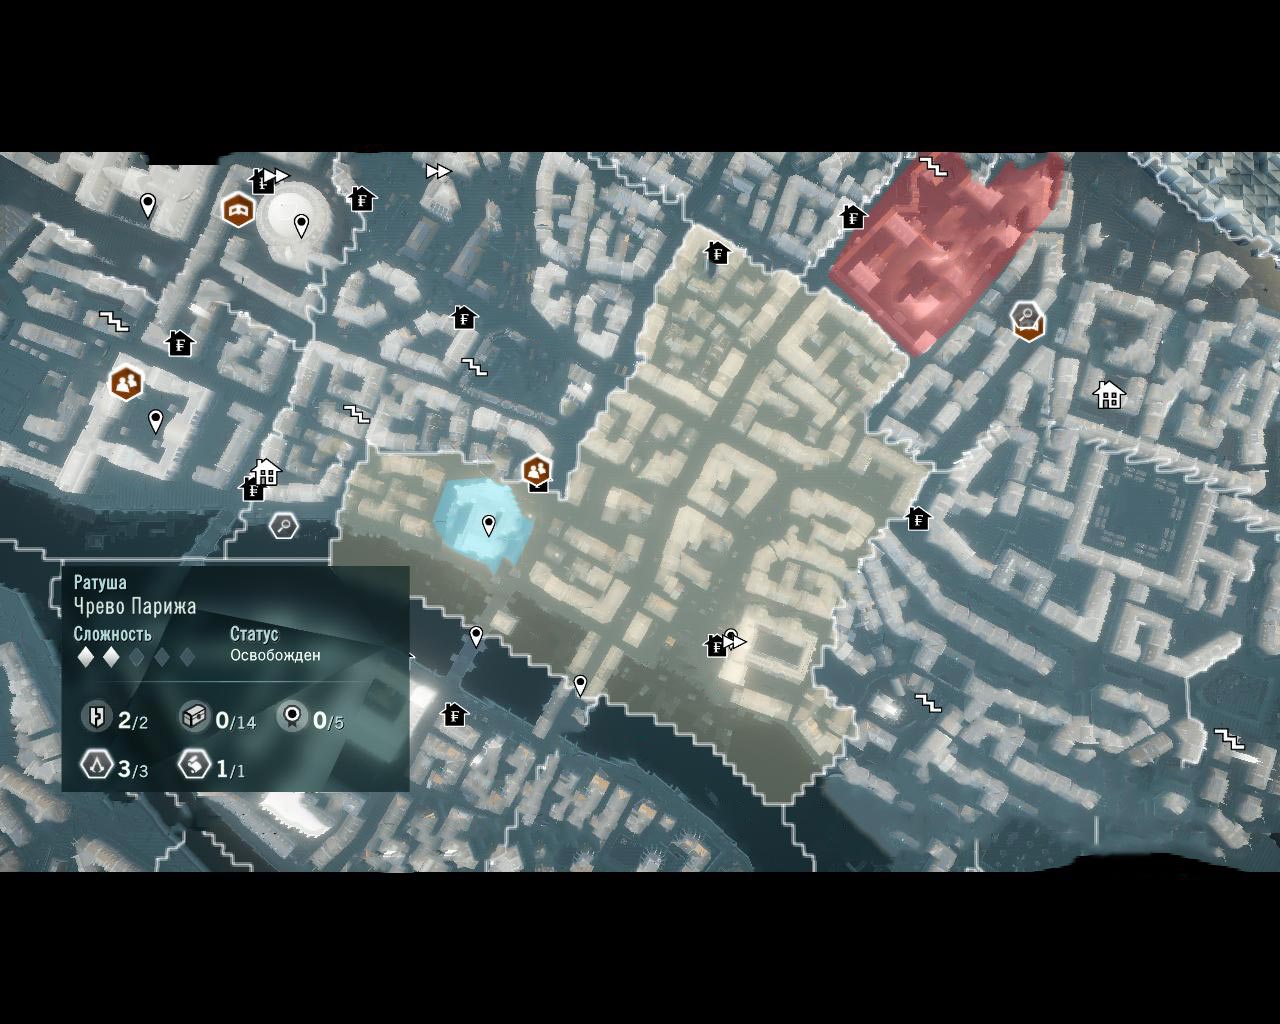 Ратуша
Чрево Парижа
Сложность
Статус
Освобожден
2/2
0/14
0/5
3/3
1/1